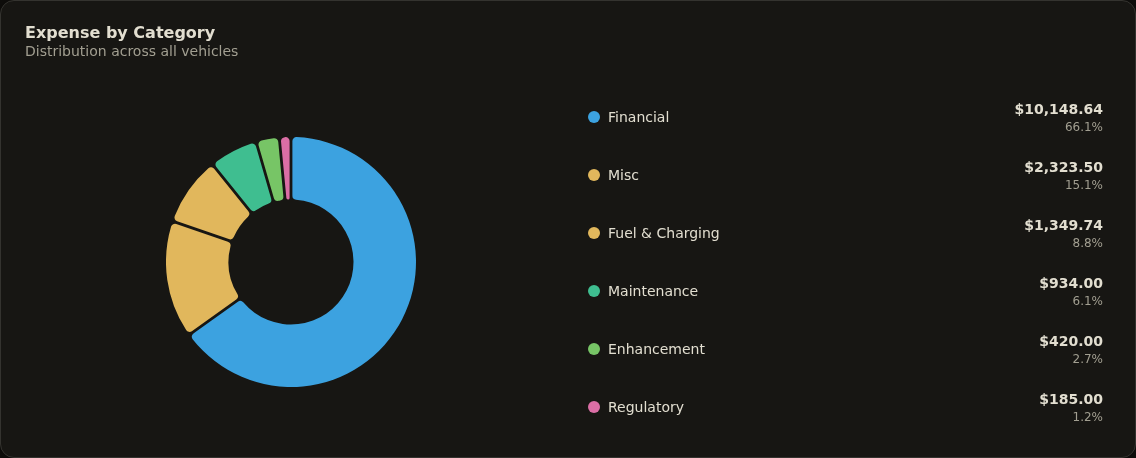 Expense by Category
Distribution across all vehicles
Financial
$10,148.64
66.1%
Misc
$2,323.50
15.1%
Fuel & Charging
$1,349.74
8.8%
Maintenance
$934.00
6.1%
Enhancement
$420.00
2.7%
Regulatory
$185.00
1.2%